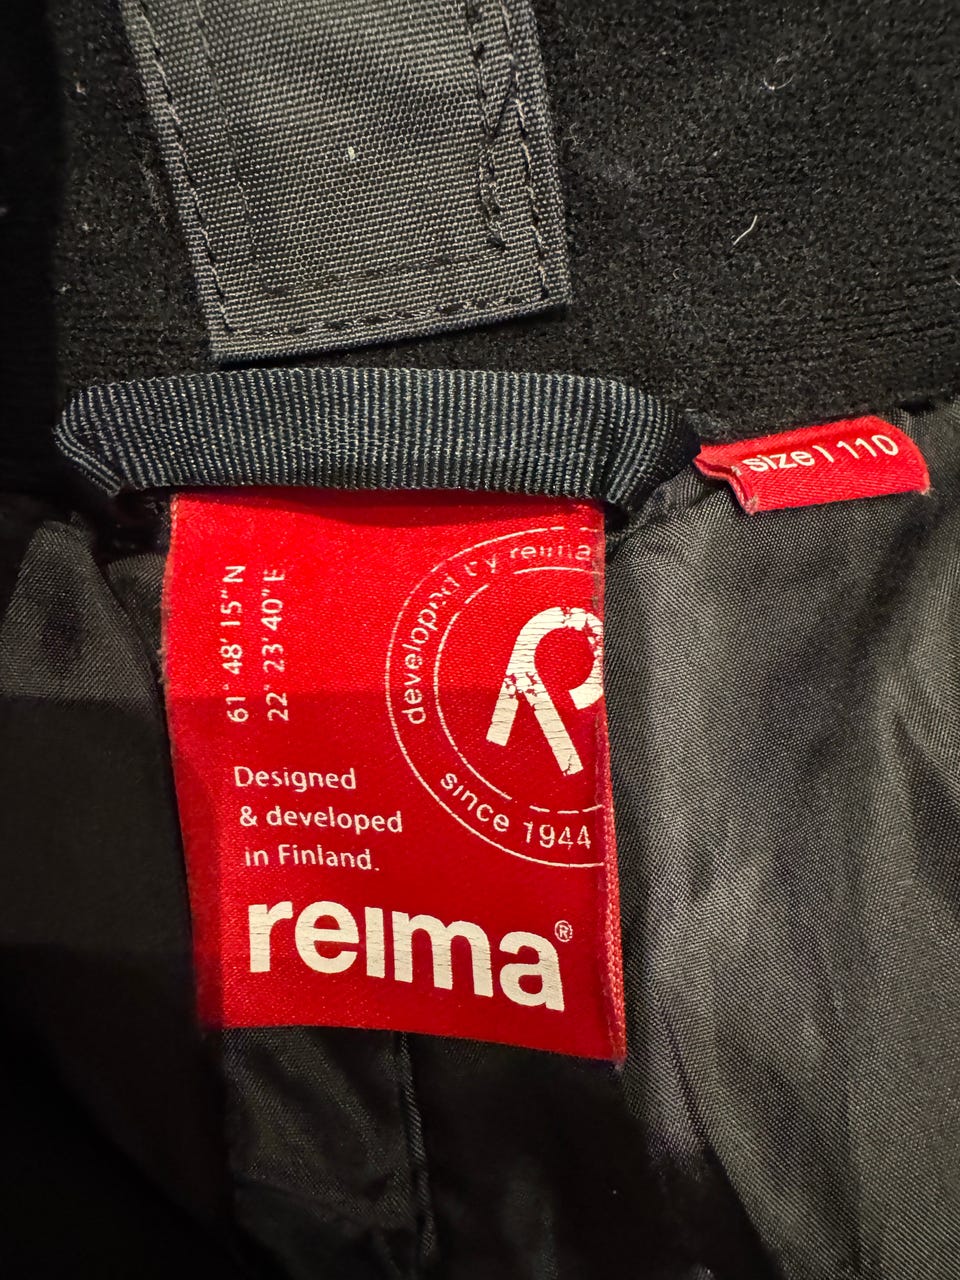 size | 110
61° 48' 15" N
22° 23' 40" E
developed by reima
since 1944
Designed
& developed
in Finland.
reima®